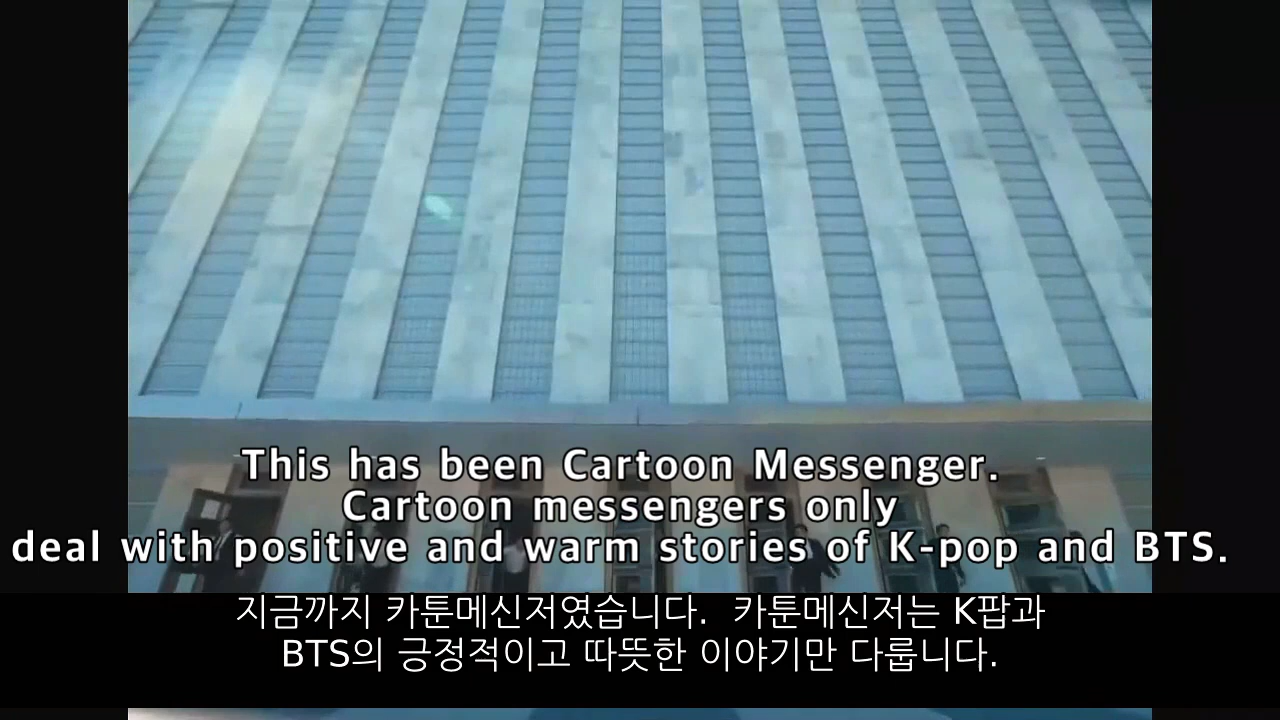 This has been Cartoon Messenger.
Cartoon messengers only
deal with positive and warm stories of K-pop and BTS.
지금까지 카툰메신저였습니다.  카툰메신저는 K팝과
BTS의 긍정적이고 따뜻한 이야기만 다룹니다.